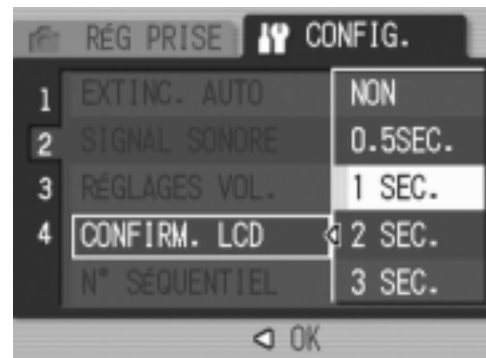 RÉG PRISE CONFIG.
1 EXTINC. AUTO NON
2 SIGNAL SONORE 0.5SEC.
3 RÉGLAGES VOL. 1 SEC.
4 CONFIRM. LCD 2 SEC.
N° SÉQUENTIEL 3 SEC.
OK